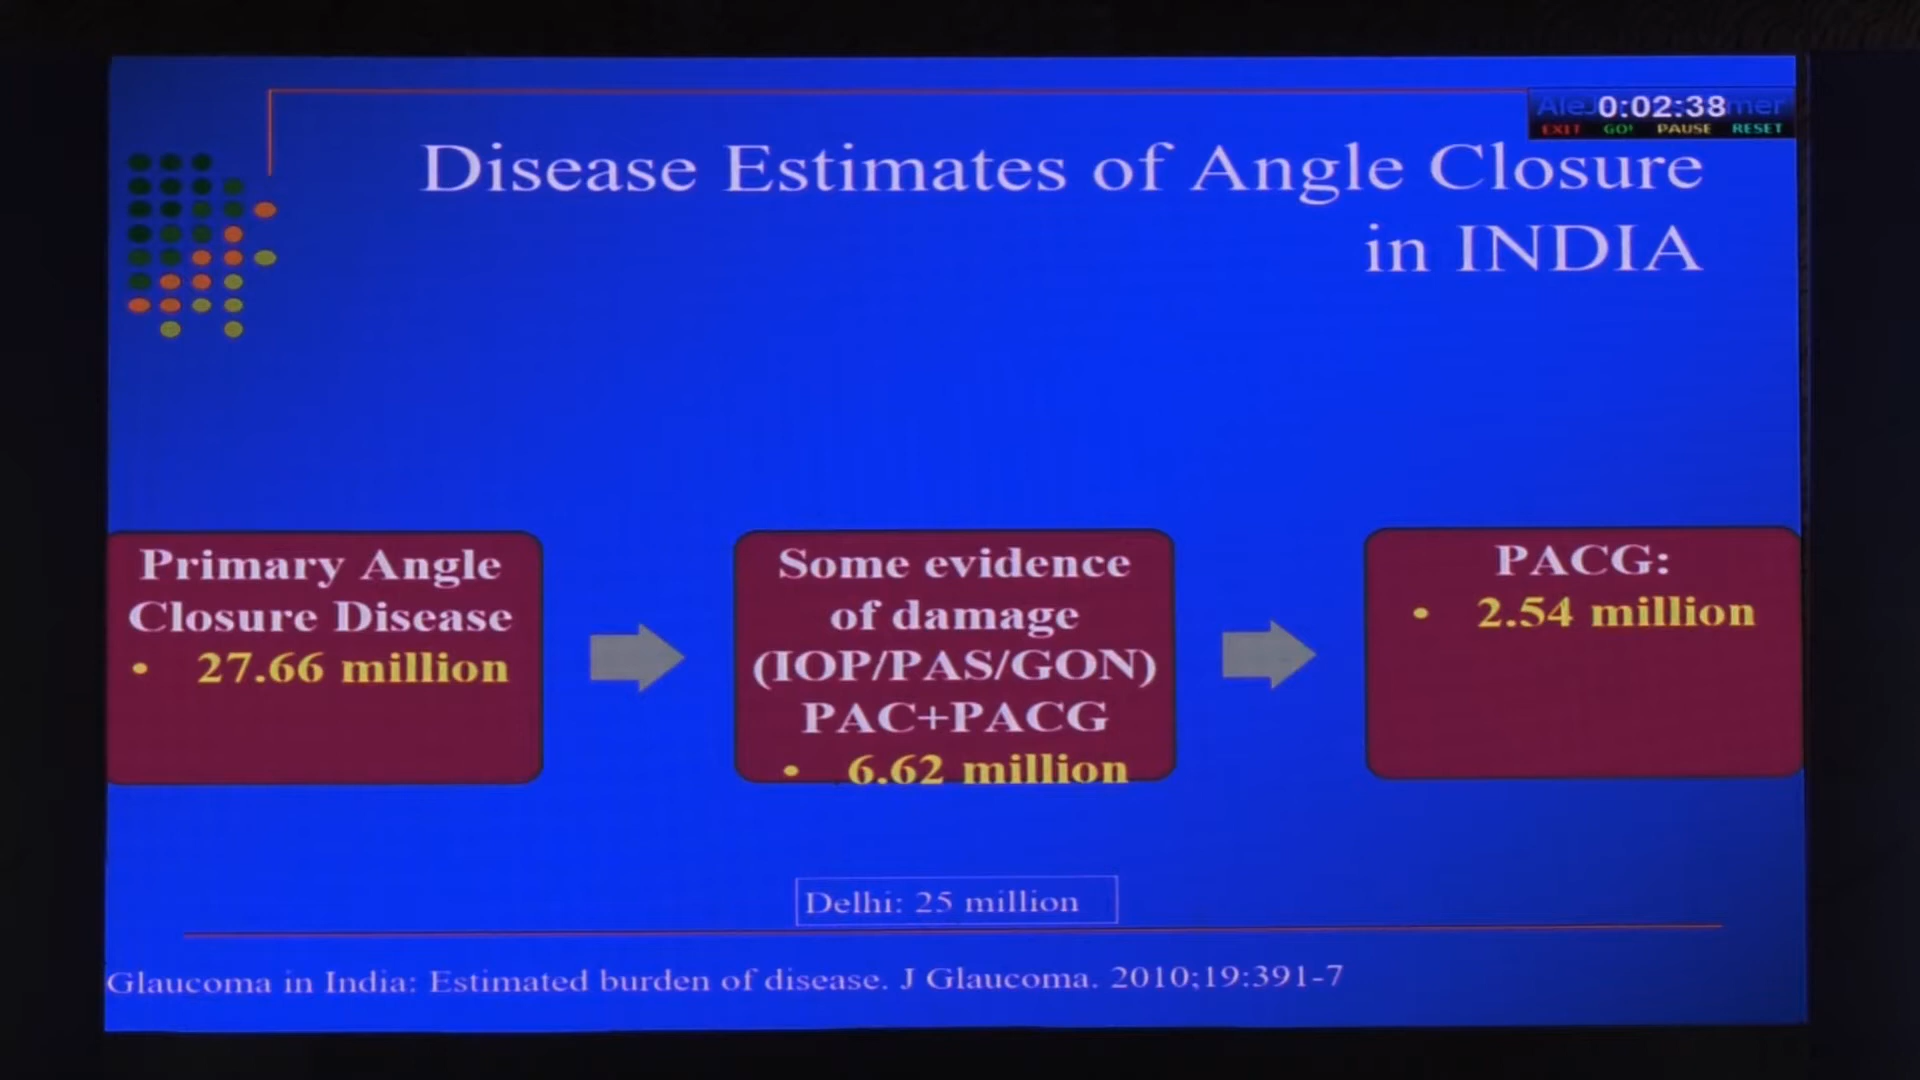 0:02:38
EXIT GO! PAUSE RESET
Disease Estimates of Angle Closure
in INDIA
Primary Angle
Closure Disease
• 27.66 million
Some evidence
of damage
(IOP/PAS/GON)
PAC+PACG
• 6.62 million
PACG:
• 2.54 million
Delhi: 25 million
Glaucoma in India: Estimated burden of disease. J Glaucoma. 2010;19:391-7